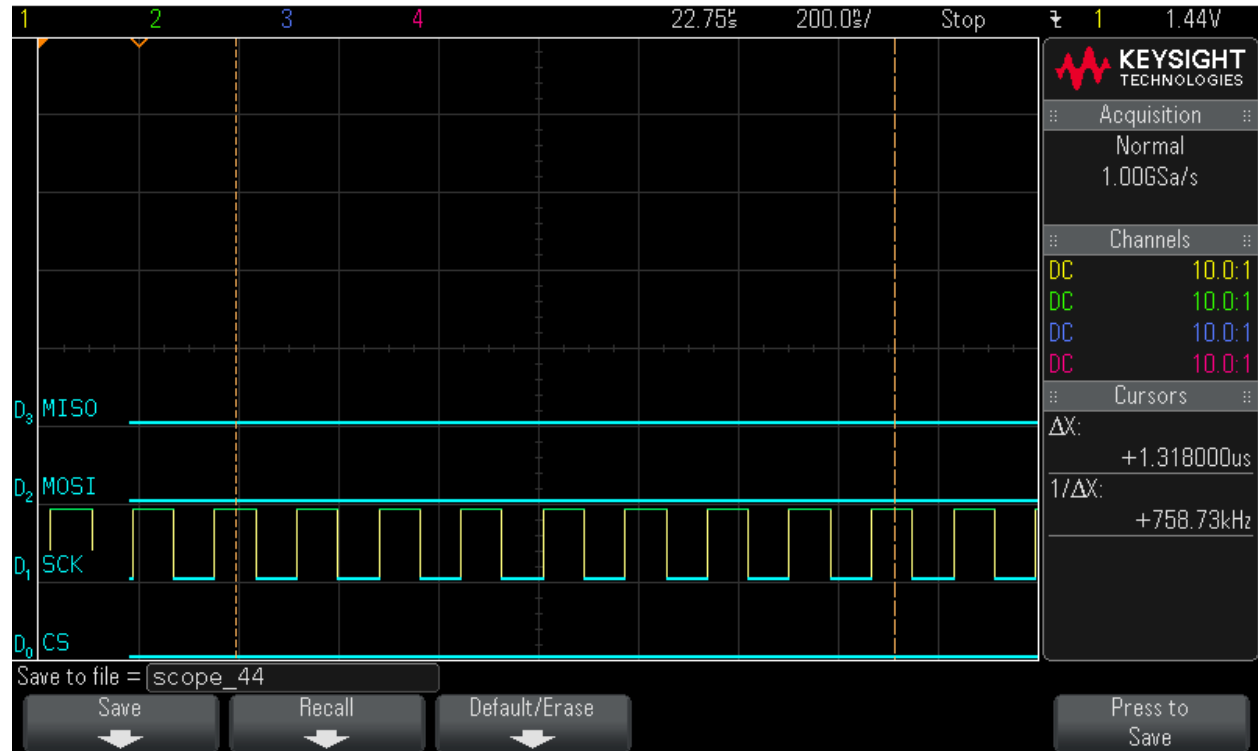 1 2 3 4 22.75µs 200.0ns/ Stop 1 1.44V
KEYSIGHT
TECHNOLOGIES
Acquisition
Normal
1.00GSa/s
Channels
DC 10.0:1
DC 10.0:1
DC 10.0:1
DC 10.0:1
Cursors
ΔX:
+1.318000us
1/ΔX:
+758.73kHz
D3 MISO
D2 MOSI
D1 SCK
D0 CS
Save to file = scope_44
Save Recall Default/Erase Press to
Save